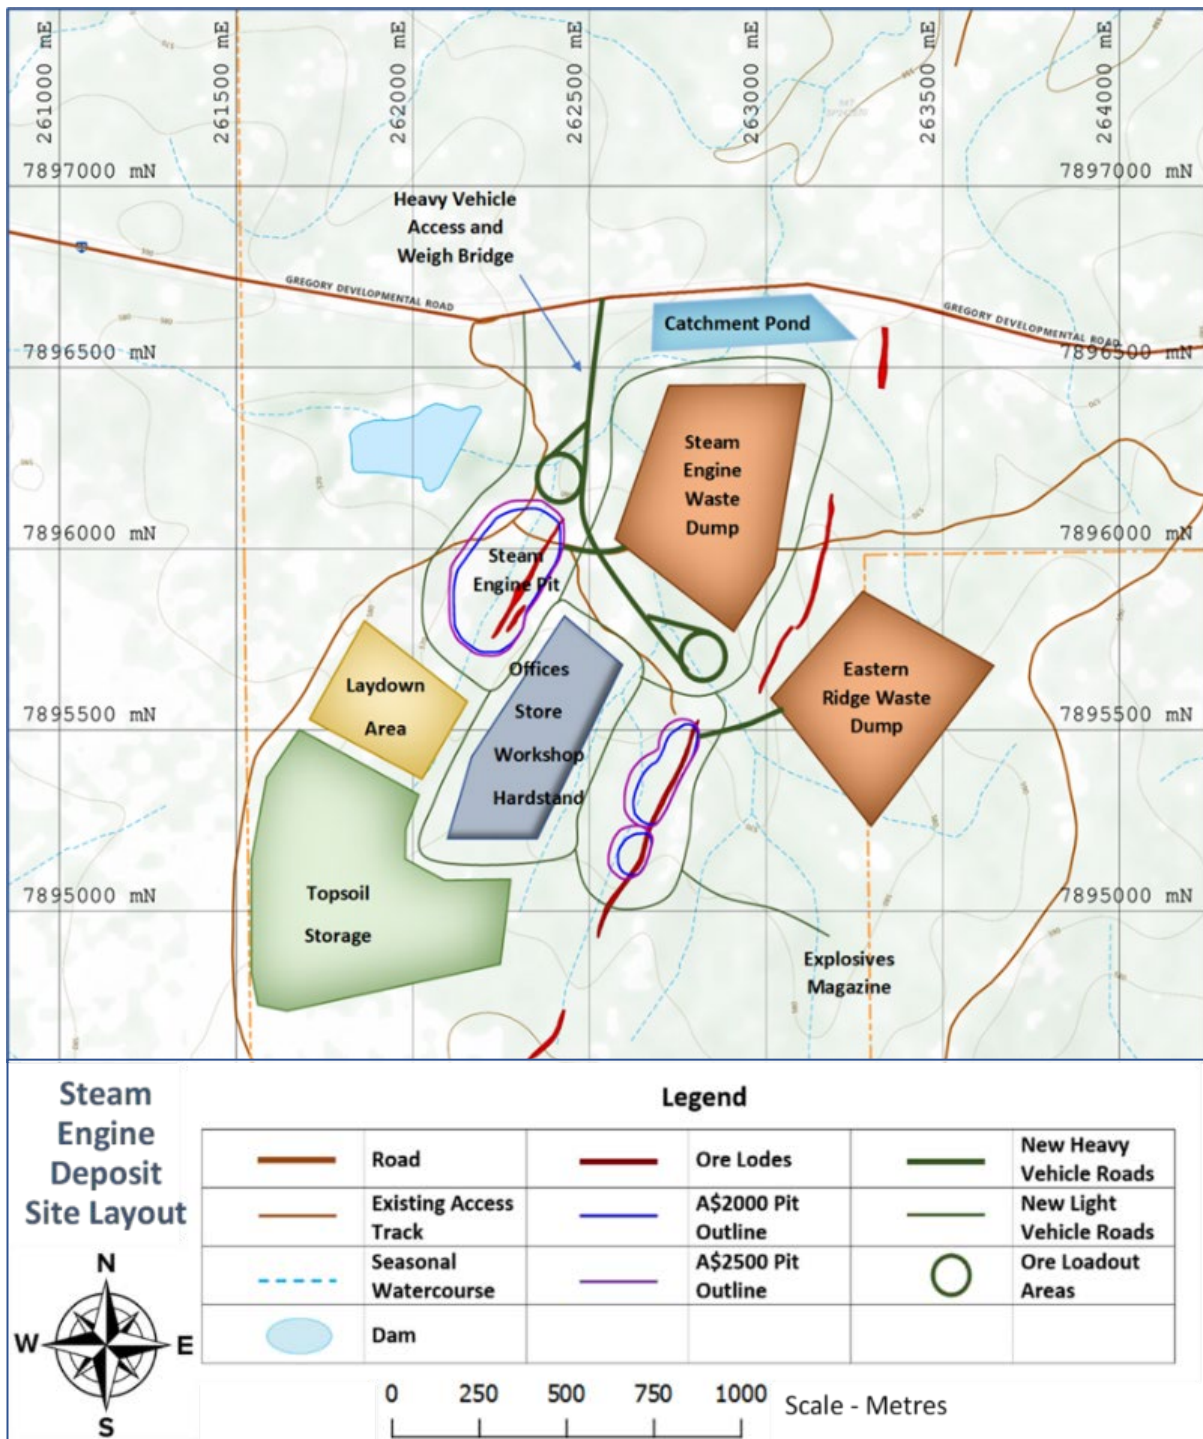 261000 mE
261500 mE
262000 mE
262500 mE
263000 mE
263500 mE
264000 mE
7897000 mN
7897000 mN
Heavy Vehicle
Access and
Weigh Bridge
GREGORY DEVELOPMENTAL ROAD
GREGORY DEVELOPMENTAL ROAD
Catchment Pond
7896500 mN
7896500 mN
Steam
Engine
Waste
Dump
7896000 mN
7896000 mN
Steam
Engine Pit
Offices
Store
Workshop
Hardstand
Laydown
Area
Eastern
Ridge Waste
Dump
7895500 mN
7895500 mN
7895000 mN
7895000 mN
Topsoil
Storage
Explosives
Magazine
Steam
Engine
Deposit
Site Layout
N
W
E
S
Legend
Road
Ore Lodes
New Heavy
Vehicle Roads
Existing Access
Track
A$2000 Pit
Outline
New Light
Vehicle Roads
Seasonal
Watercourse
A$2500 Pit
Outline
Ore Loadout
Areas
Dam
0 250 500 750 1000
Scale - Metres